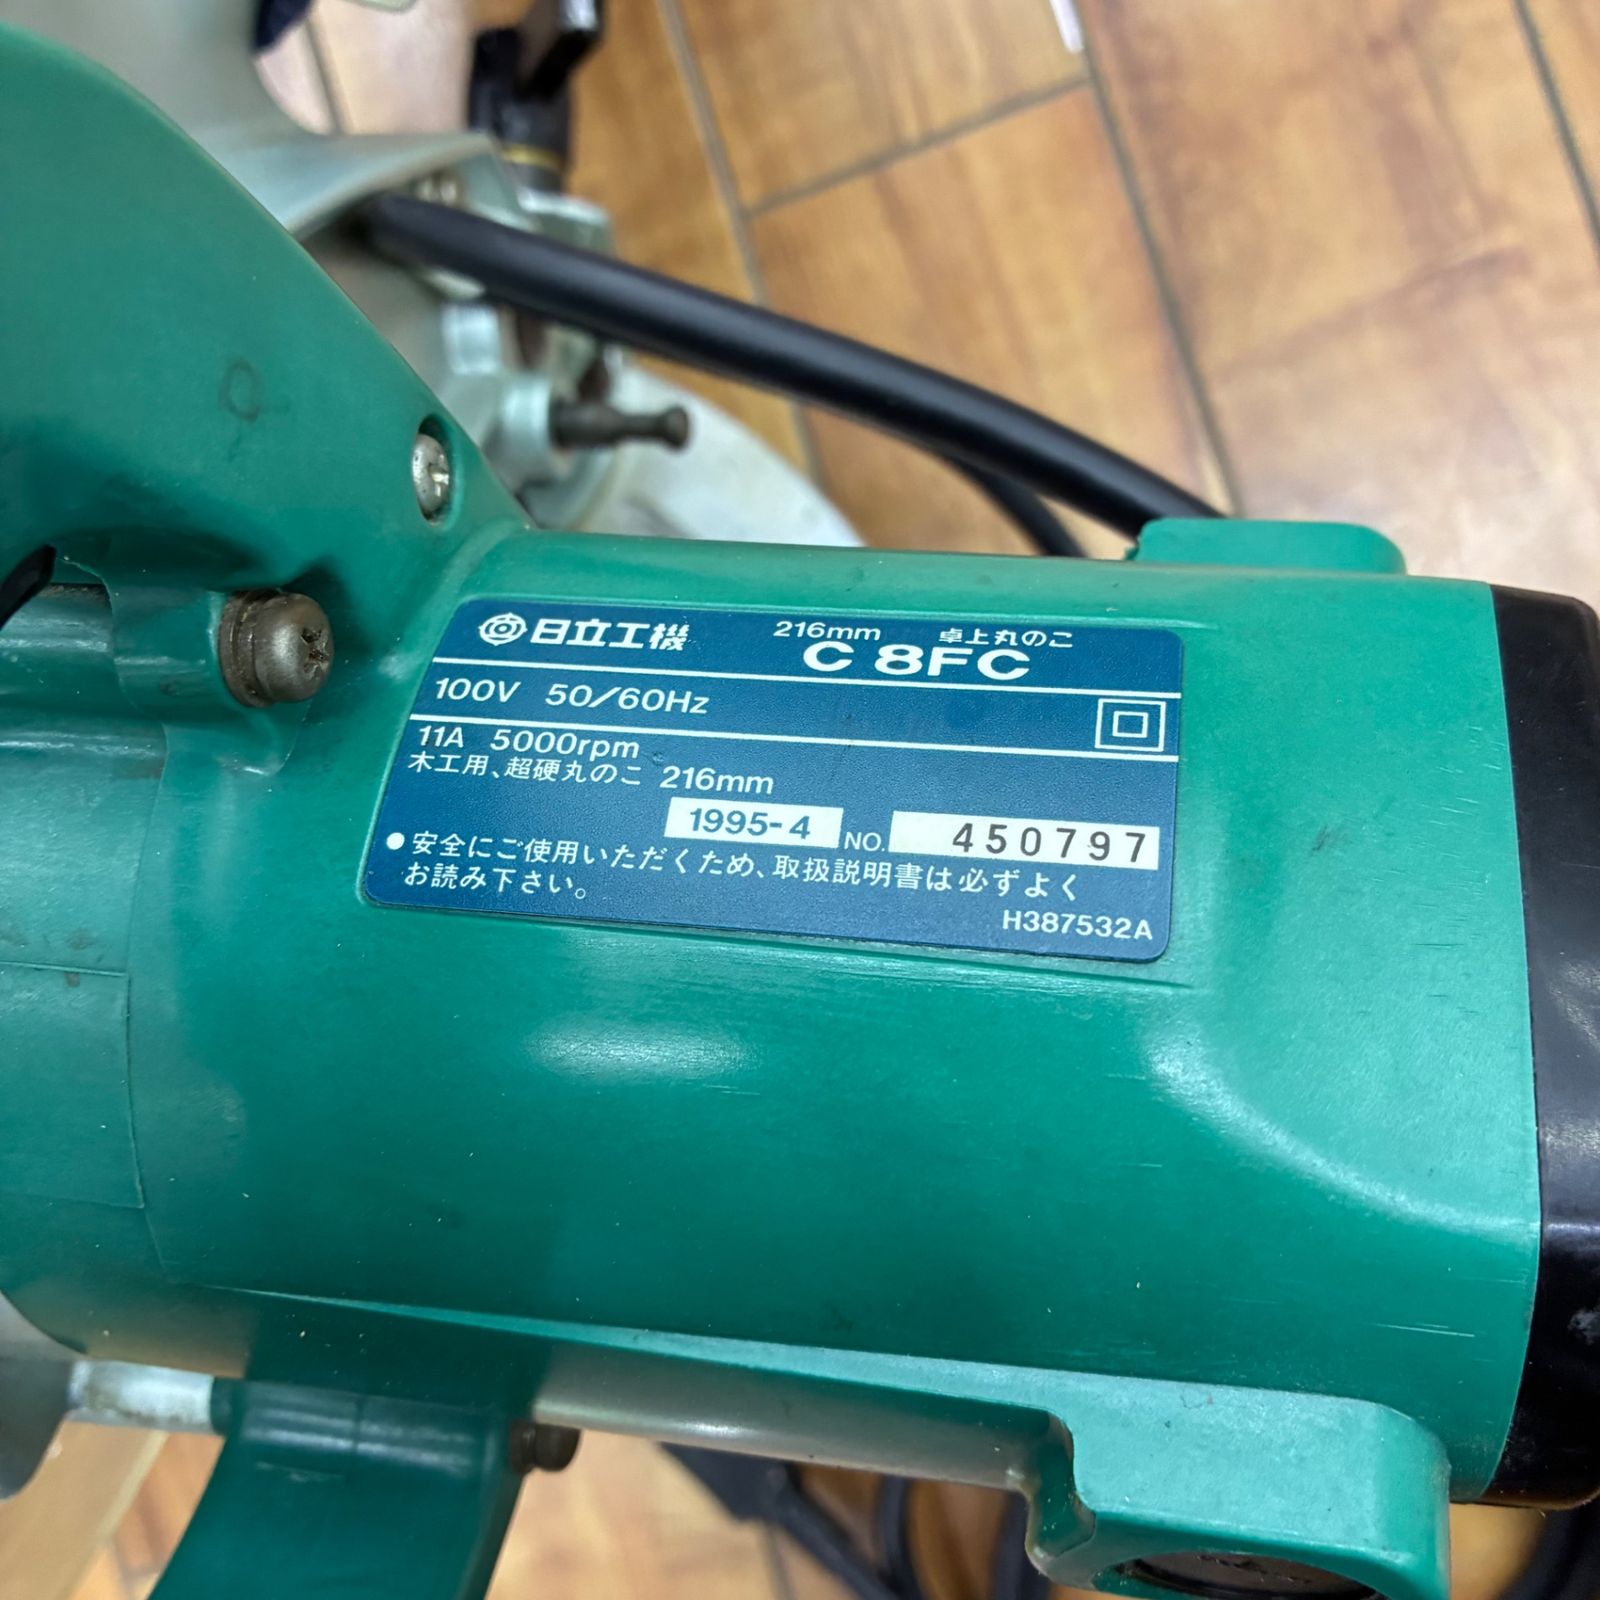 日立工機
216mm 卓上丸のこ
C 8FC
100V 50/60Hz
11A 5000rpm
木工用、超硬丸のこ 216mm
1995-4 NO. 450797
●安全にご使用いただくため、取扱説明書は必ずよく
お読み下さい。
H387532A